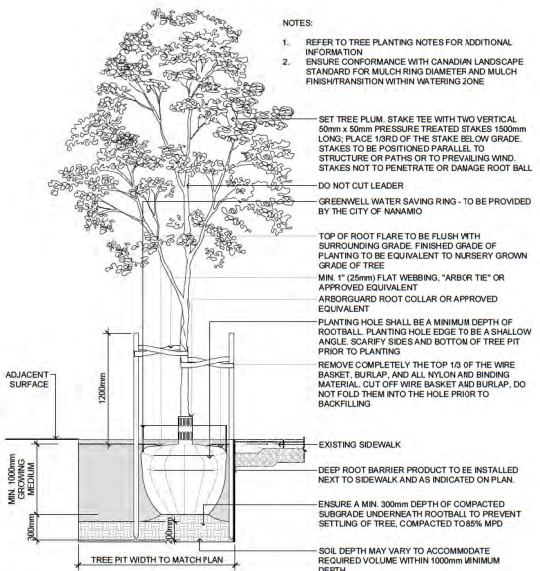 NOTES:
1. REFER TO TREE PLANTING NOTES FOR ADDITIONAL
INFORMATION
2. ENSURE CONFORMANCE WITH CANADIAN LANDSCAPE
STANDARD FOR MULCH RING DIAMETER AND MULCH
FINISH/TRANSITION WITHIN WATERING ZONE
SET TREE PLUM. STAKE TEE WITH TWO VERTICAL
50mm x 50mm PRESSURE TREATED STAKES 1500mm
LONG; PLACE 1/3RD OF THE STAKE BELOW GRADE.
STAKES TO BE POSITIONED PARALLEL TO
STRUCTURE OR PATHS OR TO PREVAILING WIND.
STAKES NOT TO PENETRATE OR DANAGE ROOT BALL
DO NOT CUT LEADER
GREENWELL WATER SAVING RING - TO BE PROVIDED
BY THE CITY OF NANAMIO
TOP OF ROOT FLARE TO BE FLUSH WITH
SURROUNDING GRADE. FINISHED GRADE OF
PLANTING TO BE EQUIVALENT TO NURSERY GROWN
GRADE OF TREE
MIN. 1" (25mm) FLAT WEBBING, "ARBOR TIE" OR
APPROVED EQUIVALENT
ARBORGUARD ROOT COLLAR OR APPROVED
EQUIVALENT
PLANTING HOLE SHALL BE A MINIMUM DEPTH OF
ROOTBALL. PLANTING HOLE EDGE TO BE A SHALLOW
ANGLE. SCARIFY SIDES AND BOTTOM OF TREE PIT
PRIOR TO PLANTING
REMOVE COMPLETELY THE TOP 1/3 OF THE WIRE
BASKET, BURLAP, AND ALL NYLON AND BINDING
MATERIAL. CUT OFF WIRE BASKET AND BURLAP, DO
NOT FOLD THEM INTO THE HOLE PRIOR TO
BACKFILLING
ADJACENT
SURFACE
1200mm
EXISTING SIDEWALK
MIN. 1000mm
GROWING
MEDIUM
DEEP ROOT BARRIER PRODUCT TO BE INSTALLED
NEXT TO SIDEWALK AND AS INDICATED ON PLAN.
ENSURE A MIN. 300mm DEPTH OF COMPACTED
SUBGRADE UNDERNEATH ROOTBALL TO PREVENT
SETTLING OF TREE, COMPACTED TO 85% MPD
300mm
200mm
TREE PIT WIDTH TO MATCH PLAN
SOIL DEPTH MAY VARY TO ACCOMMODATE
REQUIRED VOLUME WITHIN 1000mm MINIMUM
DEPTH